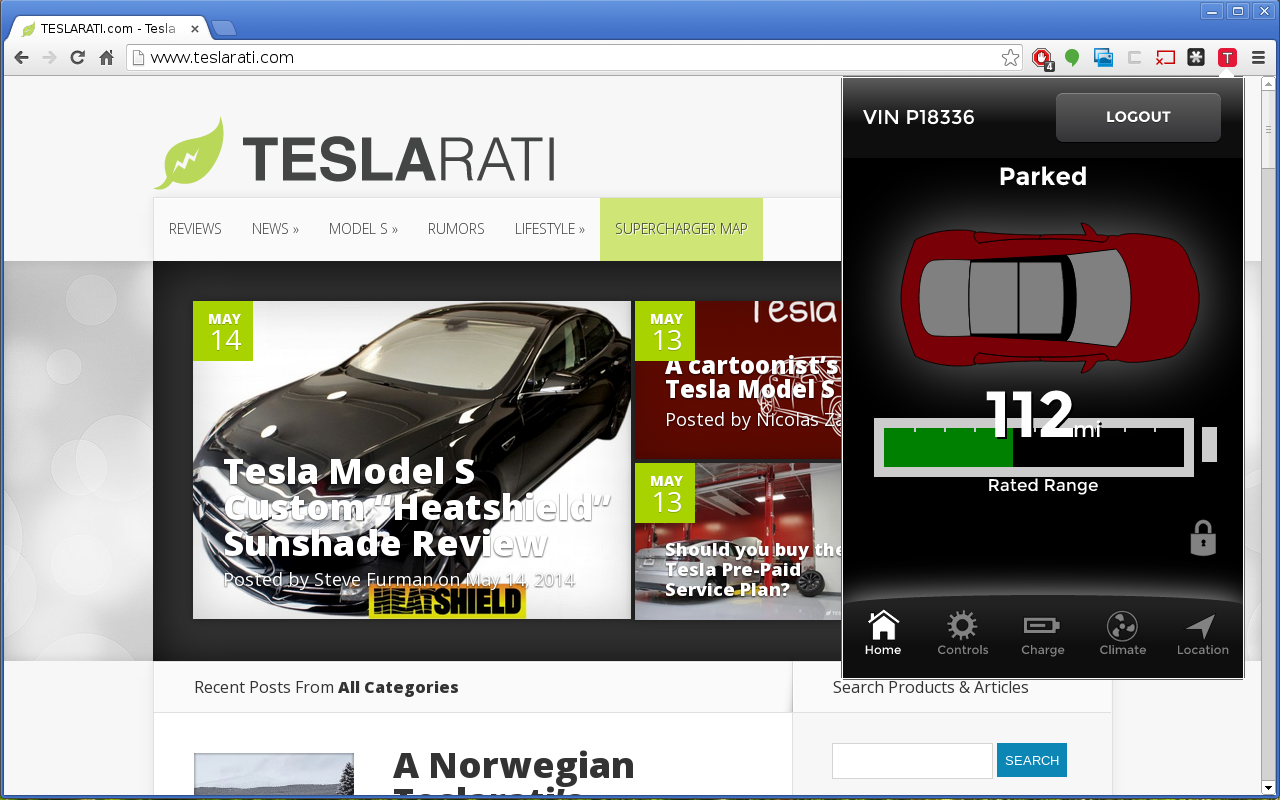 TESLARATI.com - Tesla
www.teslarati.com
4
T
TESLARATI
REVIEWS
NEWS »
MODEL S »
RUMORS
LIFESTYLE »
SUPERCHARGER MAP
MAY
14
Tesla Model S
Custom “Heatshield”
Sunshade Review
Posted by Steve Furman on May 14, 2014
HEATSHIELD
MAY
13
Tesla
A cartoonist’s
Tesla Model S
Posted by Nicolas
MAY
13
Should you buy the
Tesla Pre-Paid
Service Plan?
VIN P18336
LOGOUT
Parked
112 mi
Rated Range
Home
Controls
Charge
Climate
Location
Recent Posts From All Categories
Search Products & Articles
A Norwegian
Teslarati’s
SEARCH